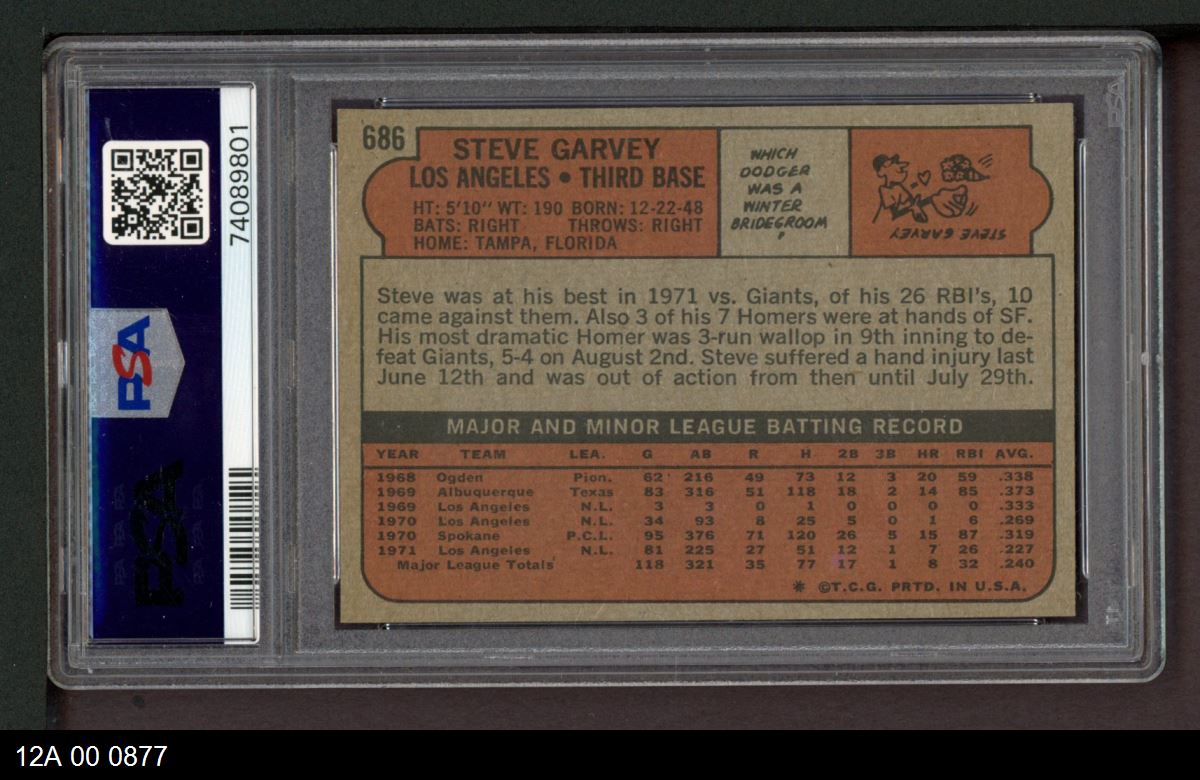 74089801
PSA
PSA
686
STEVE GARVEY
LOS ANGELES • THIRD BASE
HT: 5'10" WT: 190 BORN: 12-22-48
BATS: RIGHT THROWS: RIGHT
HOME: TAMPA, FLORIDA
WHICH
DODGER
WAS A
WINTER
BRIDEGROOM
?
STEVE GARVEY
Steve was at his best in 1971 vs. Giants, of his 26 RBI's, 10
came against them. Also 3 of his 7 Homers were at hands of SF.
His most dramatic Homer was 3-run wallop in 9th inning to de-
feat Giants, 5-4 on August 2nd. Steve suffered a hand injury last
June 12th and was out of action from then until July 29th.
MAJOR AND MINOR LEAGUE BATTING RECORD
YEAR TEAM LEA. G AB R H 2B 3B HR RBI AVG.
1968 Ogden Pion. 62 216 49 73 12 3 20 59 .338
1969 Albuquerque Texas 83 316 51 118 18 2 14 85 .373
1969 Los Angeles N.L. 3 3 0 1 0 0 0 0 .333
1970 Los Angeles N.L. 34 93 8 25 5 0 1 6 .269
1970 Spokane P.C.L. 95 376 71 120 26 5 15 87 .319
1971 Los Angeles N.L. 81 225 27 51 12 1 7 26 .227
Major League Totals 118 321 35 77 17 1 8 32 .240
* ©T.C.G. PRTD. IN U.S.A.
12A 00 0877